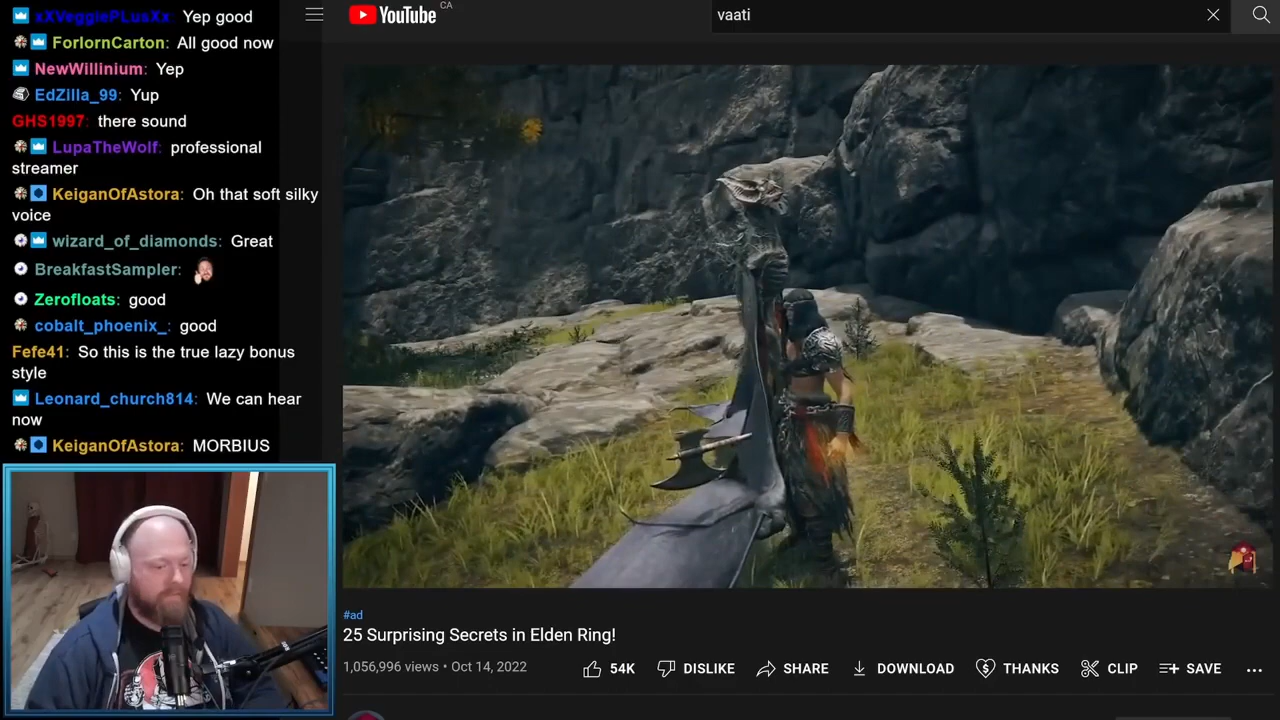 xXVeggiePLusXx: Yep good
ForlornCarton: All good now
NewWillinium: Yep
EdZilla_99: Yup
GHS1997: there sound
LupaTheWolf: professional
streamer
KeiganOfAstora: Oh that soft silky
voice
wizard_of_diamonds: Great
BreakfastSampler:
Zerofloats: good
cobalt_phoenix_: good
Fefe41: So this is the true lazy bonus
style
Leonard_church814: We can hear
now
KeiganOfAstora: MORBIUS
YouTube CA
vaati
#ad
25 Surprising Secrets in Elden Ring!
1,056,996 views • Oct 14, 2022
54K DISLIKE SHARE DOWNLOAD THANKS CLIP SAVE